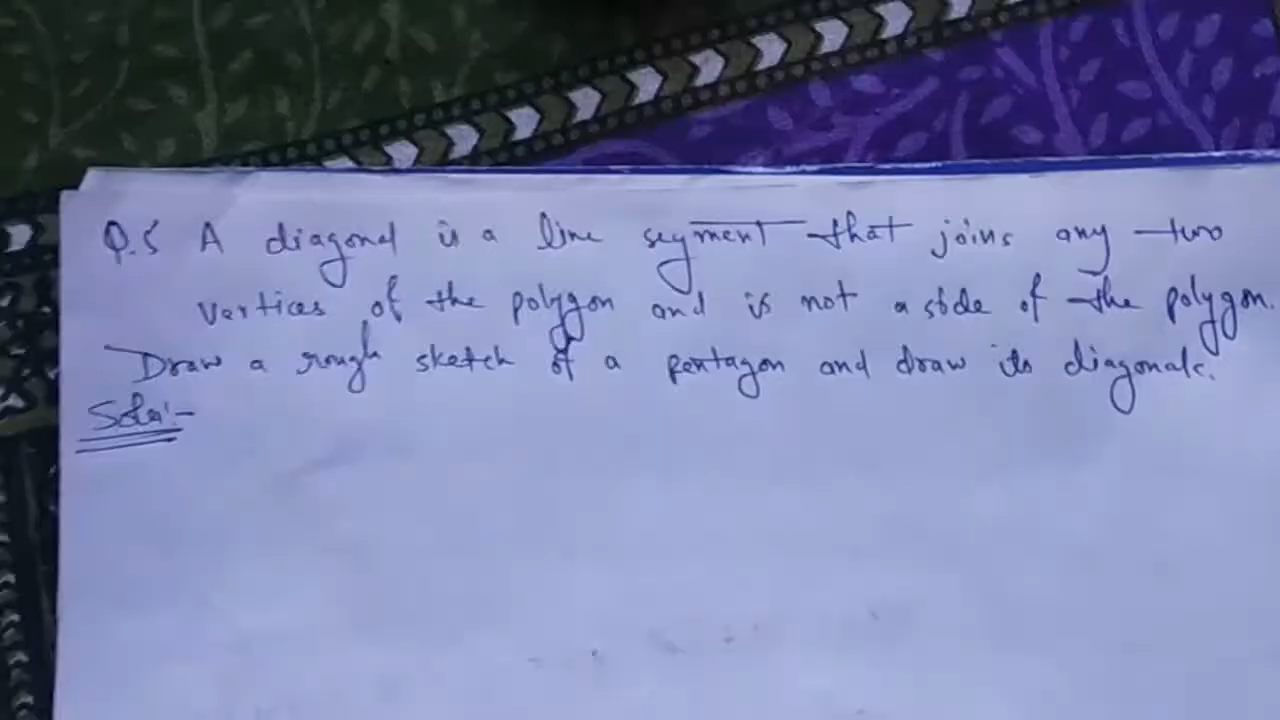 Q.5 A diagonal is a line segment that joins any two
vertices of the polygon and is not a side of the polygon.
Draw a rough sketch of a pentagon and draw its diagonals.
Soln:-